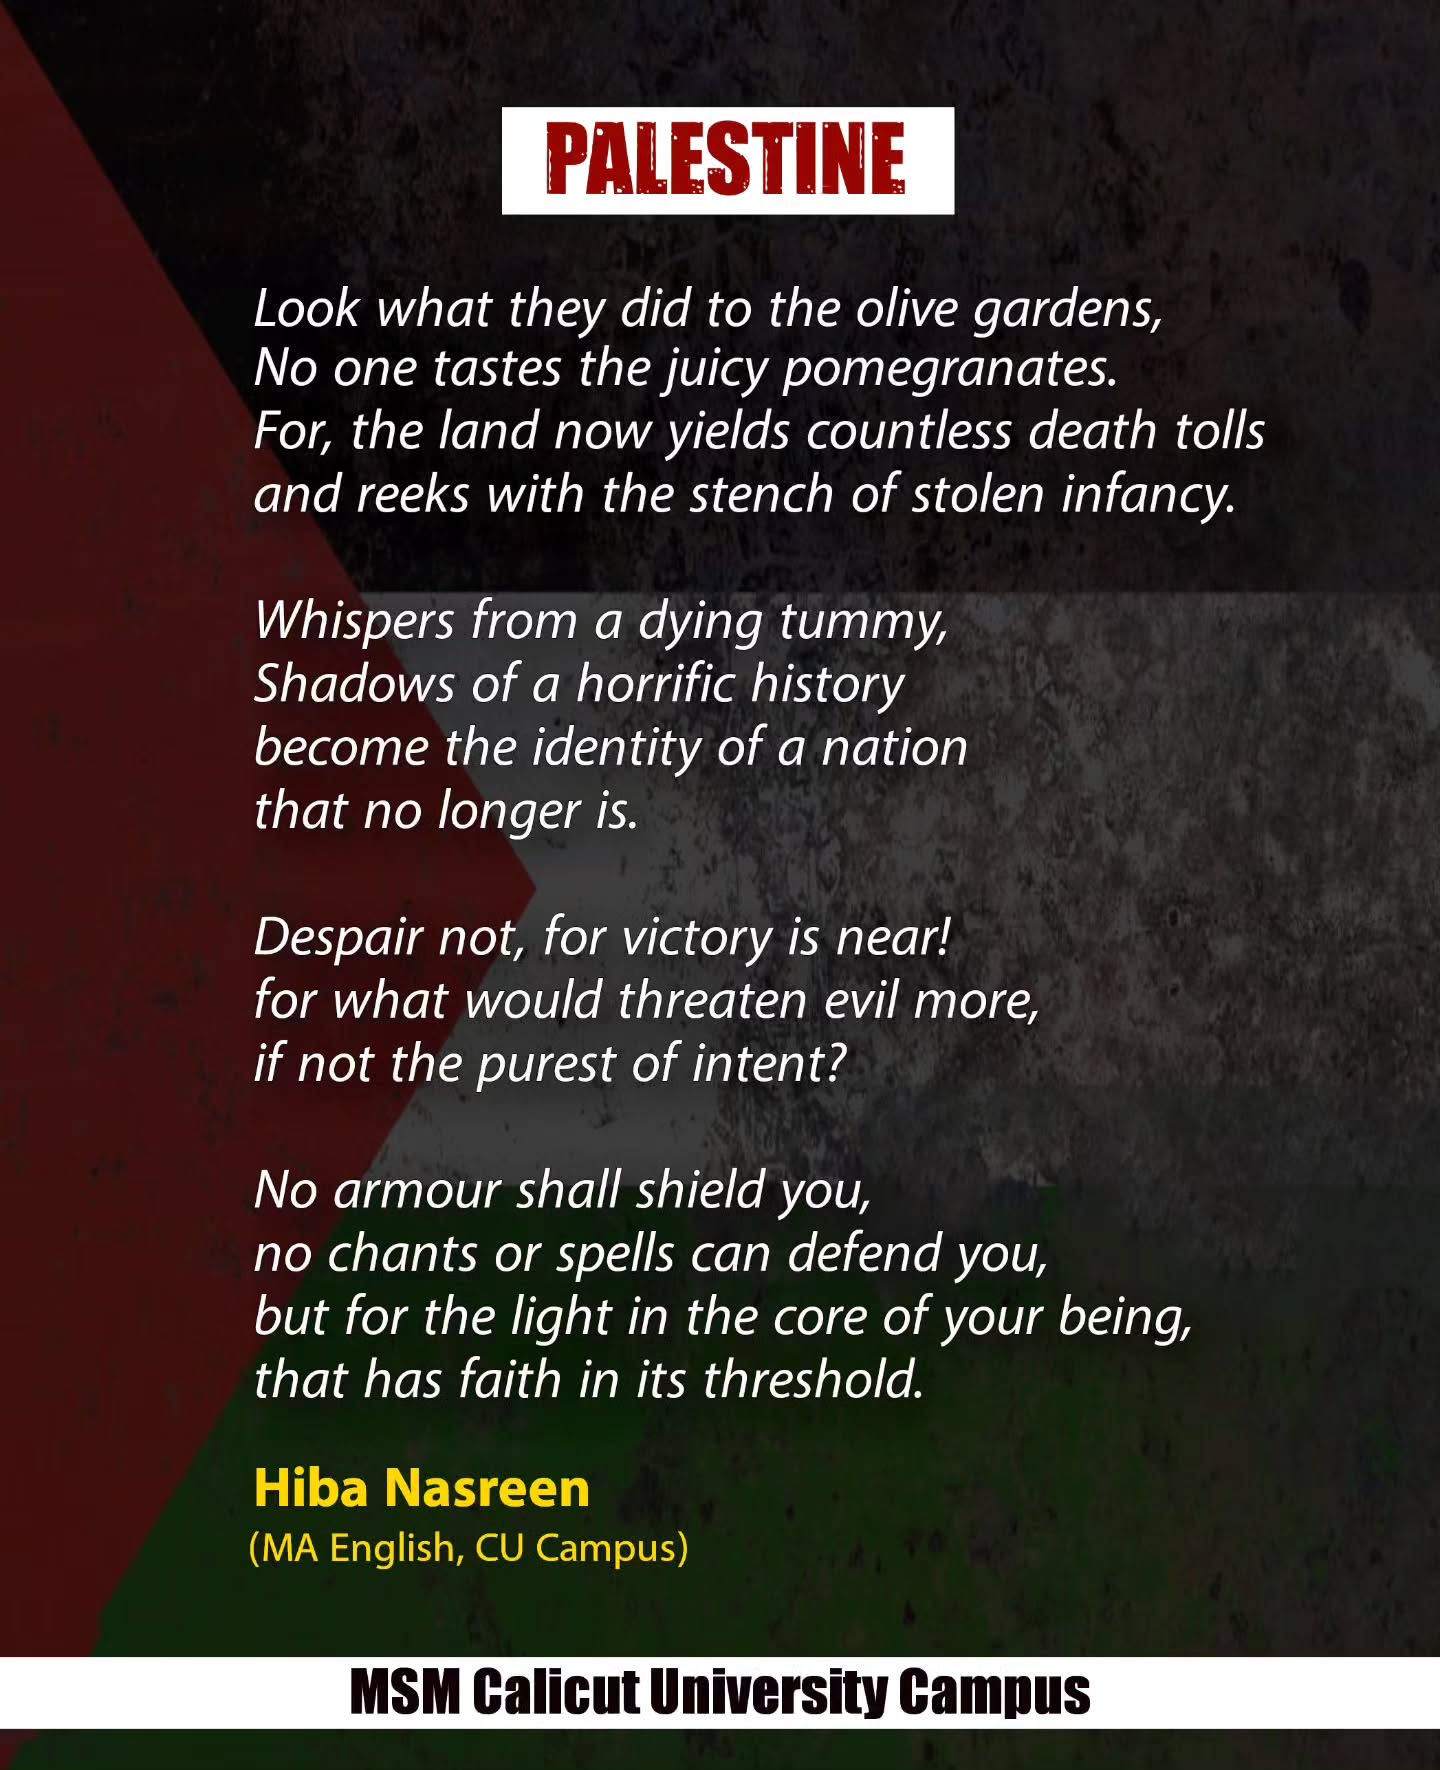 PALESTINE
Look what they did to the olive gardens,
No one tastes the juicy pomegranates.
For, the land now yields countless death tolls
and reeks with the stench of stolen infancy.
Whispers from a dying tummy,
Shadows of a horrific history
become the identity of a nation
that no longer is.
Despair not, for victory is near!
for what would threaten evil more,
if not the purest of intent?
No armour shall shield you,
no chants or spells can defend you,
but for the light in the core of your being,
that has faith in its threshold.
Hiba Nasreen
(MA English, CU Campus)
MSM Calicut University Campus